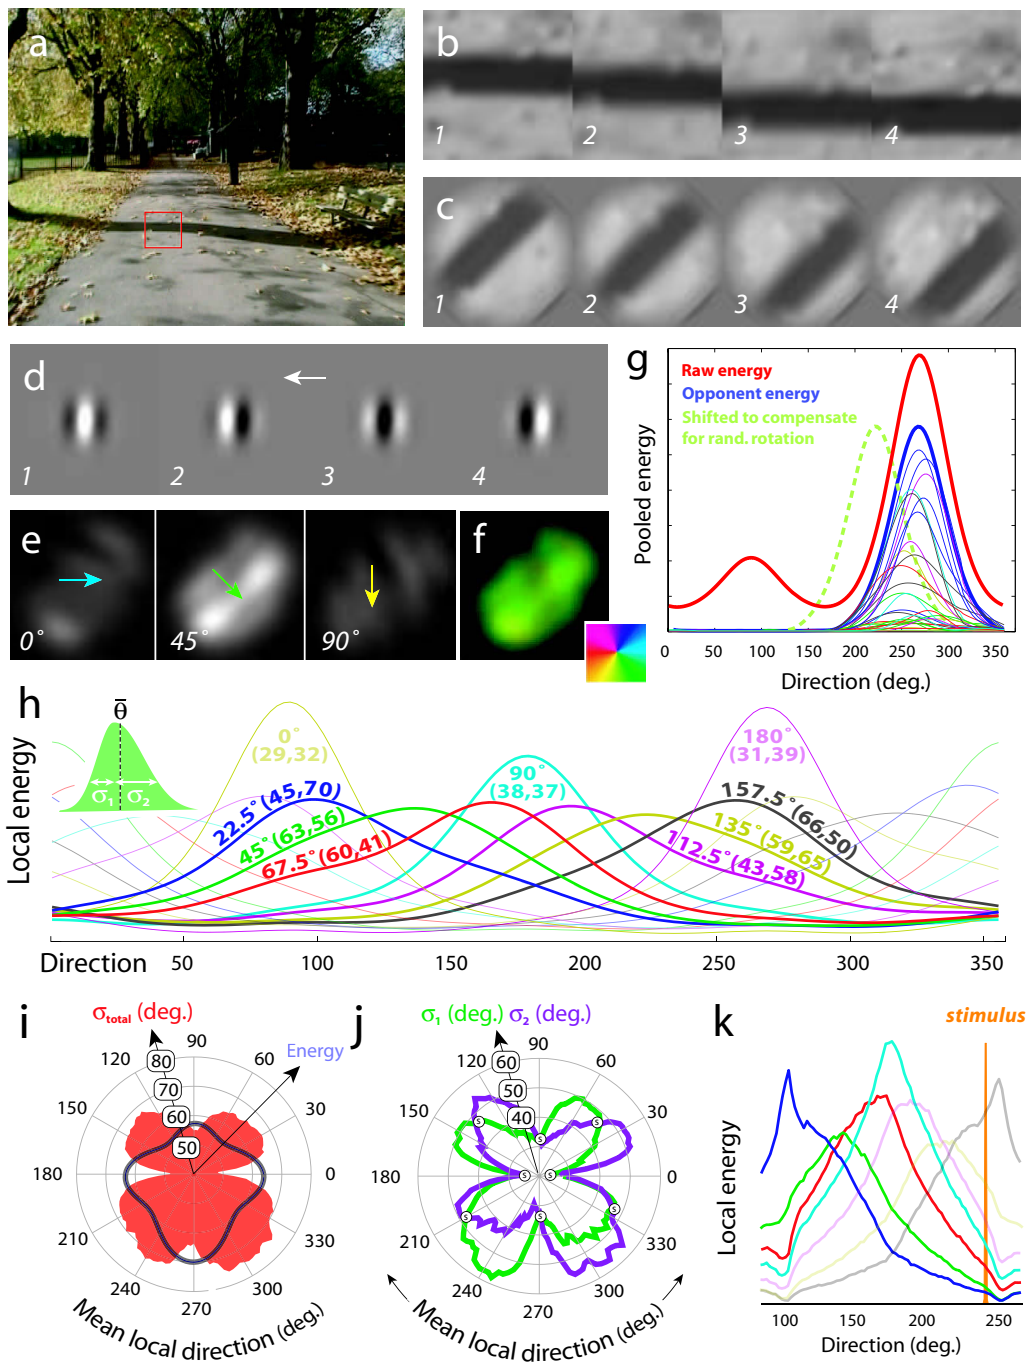 a
b
1
2
3
4
c
1
2
3
4
d
1
2
3
4
e
0°
45°
90°
f
g
Raw energy
Opponent energy
Shifted to compensate
for rand. rotation
Pooled energy
0
50
100
150
200
250
300
350
Direction (deg.)
h
θ̄
σ1
σ2
Local energy
0°
(29,32)
22.5°(45,70)
45°(63,56)
67.5°(60,41)
90°
(38,37)
112.5°(43,58)
135°(59,65)
157.5°(66,50)
180°
(31,39)
Direction
50
100
150
200
250
300
350
i
σtotal (deg.)
Energy
80
70
60
50
0
30
60
90
120
150
180
210
240
270
300
330
Mean local direction (deg.)
j
σ1 (deg.) σ2 (deg.)
60
50
40
0
30
60
90
120
150
180
210
240
270
300
330
s
s
s
s
s
s
s
s
Mean local direction (deg.)
k
stimulus
Local energy
100
150
200
250
Direction (deg.)